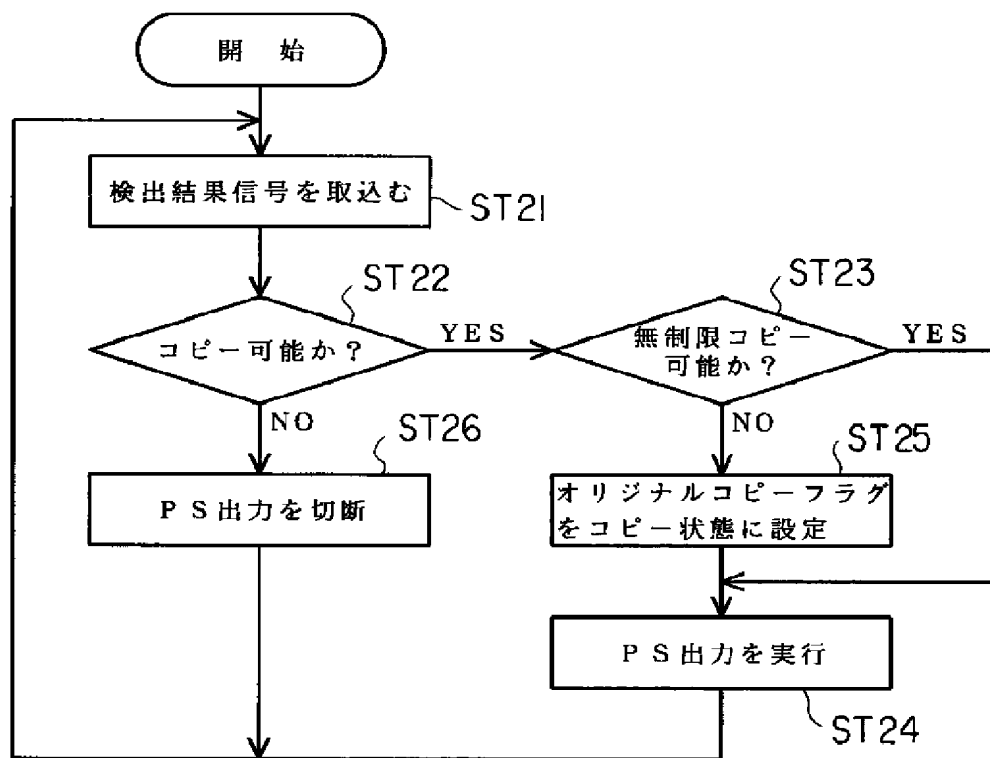 開 始
検出結果信号を取込む
ST21
ST22
コピー可能か?
YES
NO
ST23
無制限コピー
可能か?
YES
NO
ST26
PS出力を切断
ST25
オリジナルコピーフラグ
をコピー状態に設定
PS出力を実行
ST24